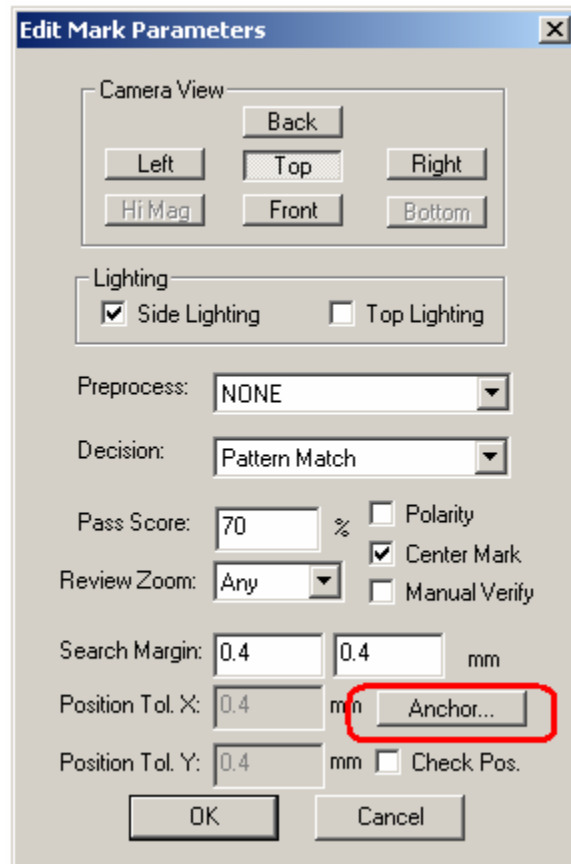 Edit Mark Parameters
Camera View
Back
Left Top Right
Hi Mag Front Bottom
Lighting
Side Lighting Top Lighting
Preprocess: NONE
Decision: Pattern Match
Pass Score: 70 % Polarity
Center Mark
Review Zoom: Any Manual Verify
Search Margin: 0.4 0.4 mm
Position Tol. X: 0.4 mm Anchor...
Position Tol. Y: 0.4 mm Check Pos.
OK Cancel